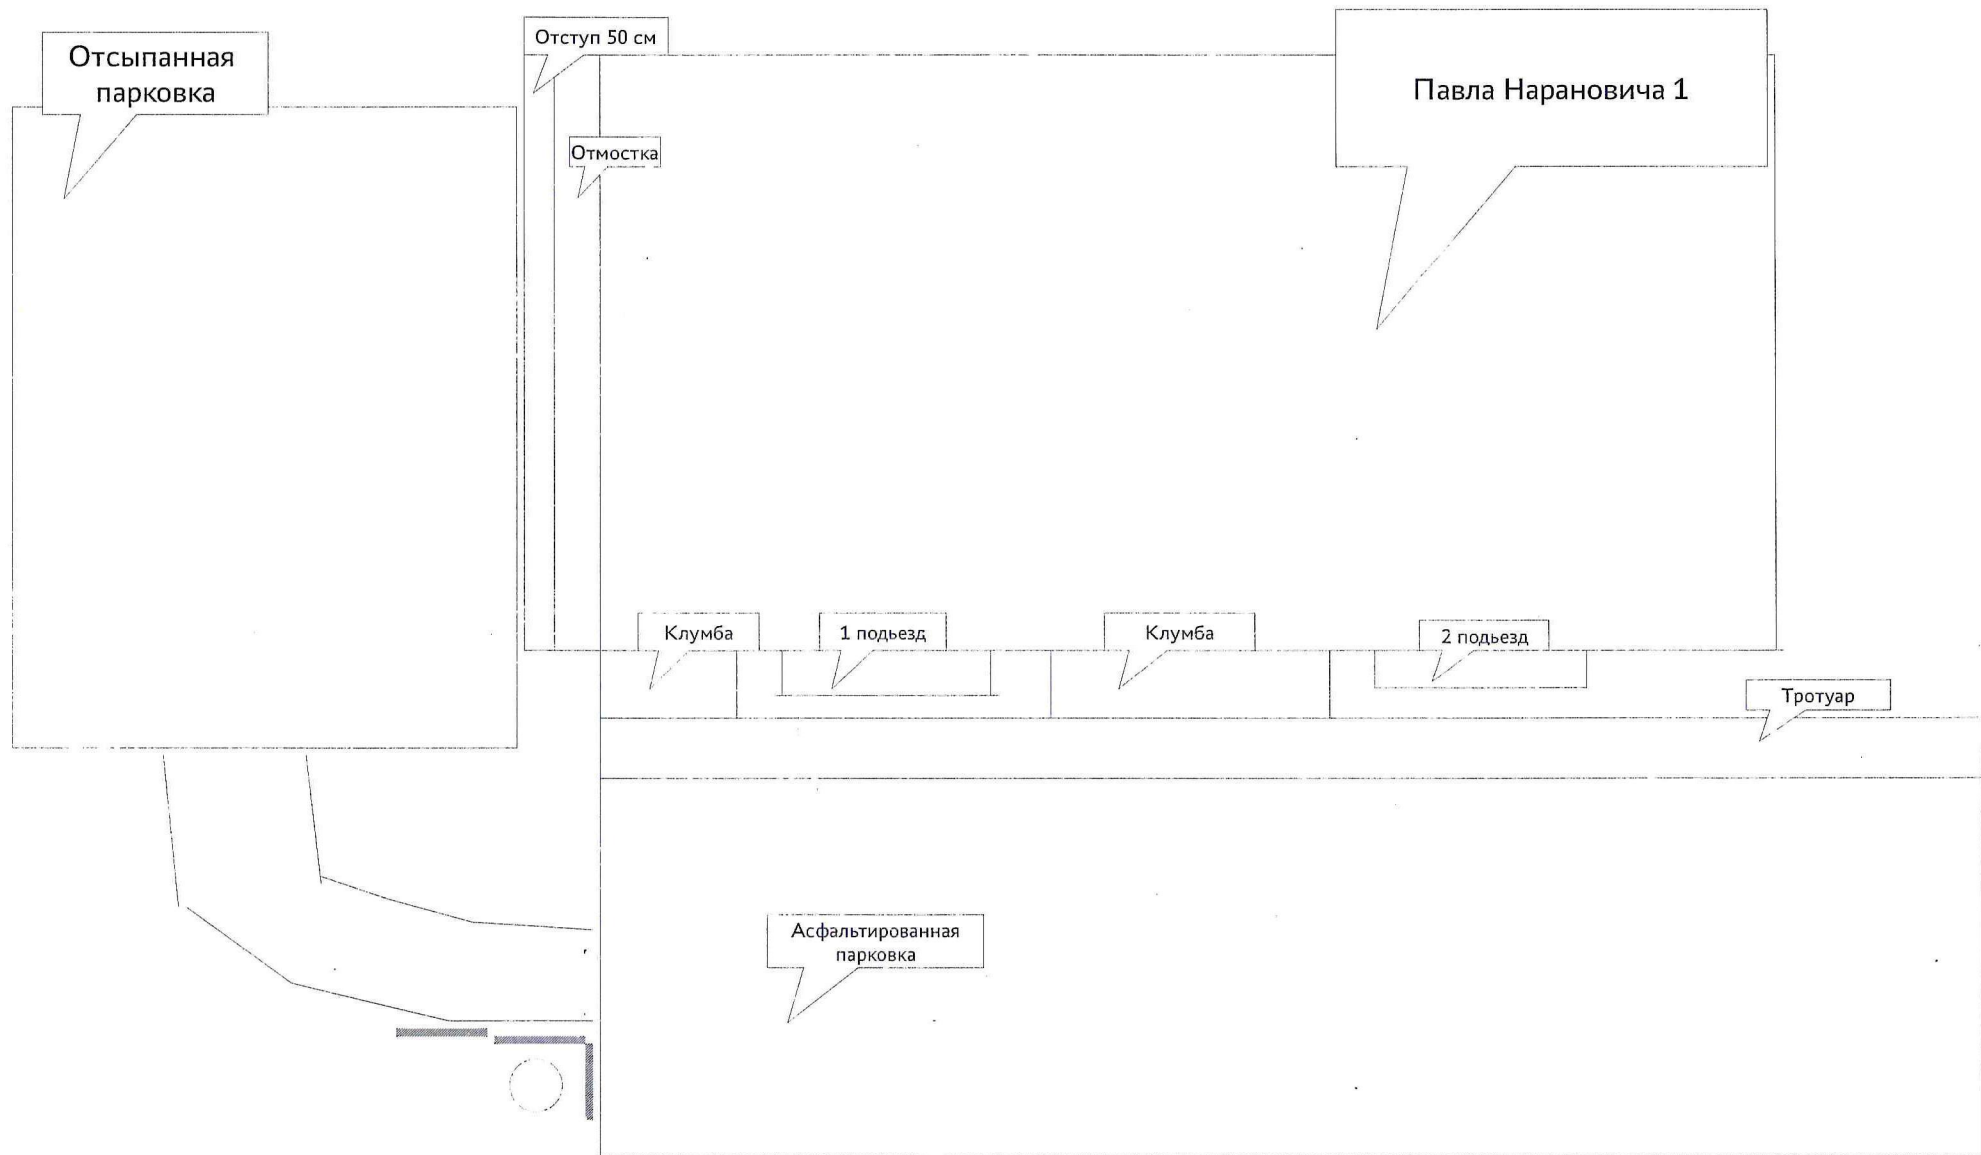 Отсыпанная
парковка
Отступ 50 см
Павла Нарановича 1
Отмостка
Клумба
1 подьезд
Клумба
2 подьезд
Тротуар
Асфальтированная
парковка